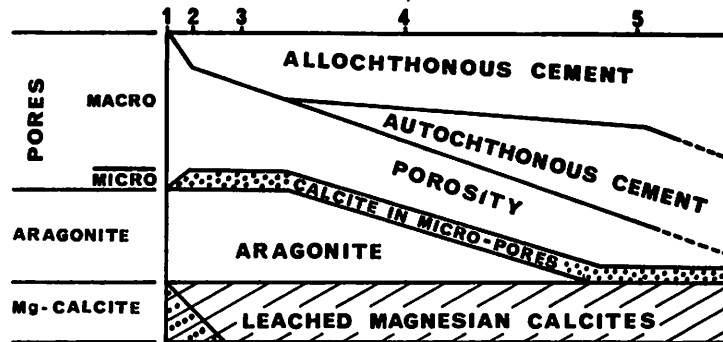 1 2 3 4 5
ALLOCHTHONOUS CEMENT
PORES
MACRO
AUTOCHTHONOUS CEMENT
POROSITY
MICRO
CALCITE IN MICRO-PORES
ARAGONITE
ARAGONITE
Mg-CALCITE
LEACHED MAGNESIAN CALCITES